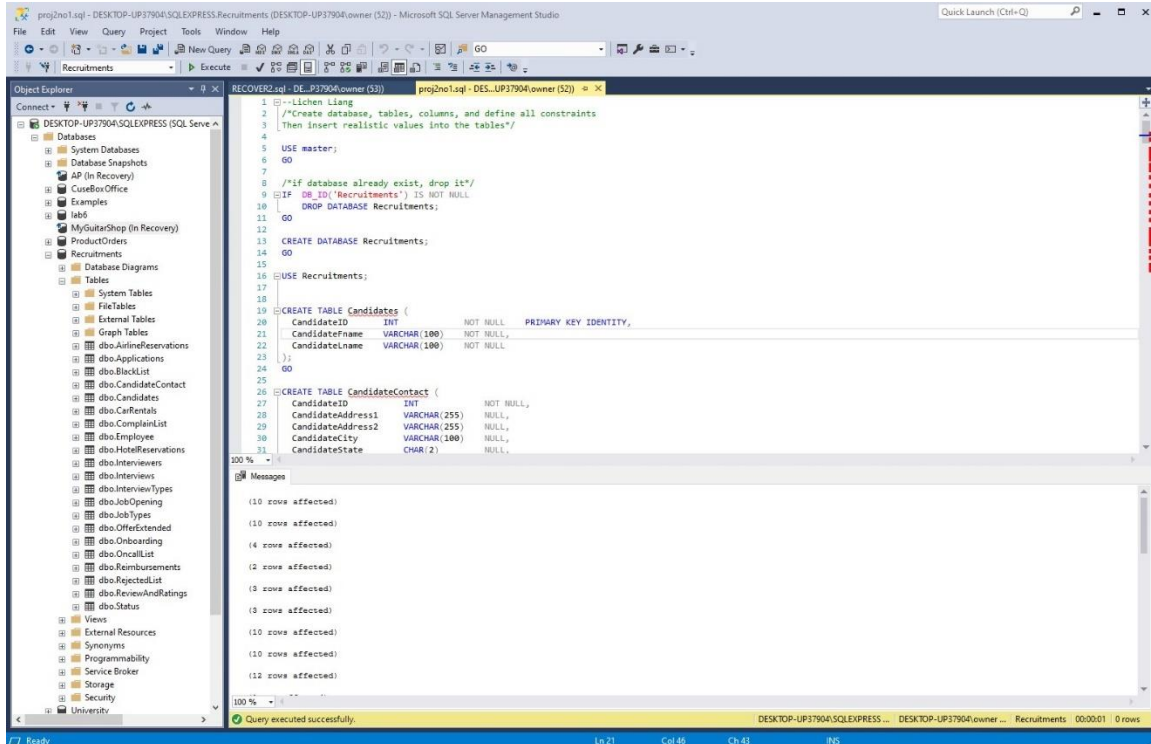 proj2no1.sql - DESKTOP-UP37904\SQLEXPRESS.Recruitments (DESKTOP-UP37904\owner (52)) - Microsoft SQL Server Management Studio
Quick Launch (Ctrl+Q)
File Edit View Query Project Tools Window Help
New Query
GO
Recruitments
Execute
Object Explorer
Connect
DESKTOP-UP37904\SQLEXPRESS (SQL Serve
Databases
System Databases
Database Snapshots
AP (In Recovery)
CuseBoxOffice
Examples
lab6
MyGuitarShop (In Recovery)
ProductOrders
Recruitments
Database Diagrams
Tables
System Tables
FileTables
External Tables
Graph Tables
dbo.AirlineReservations
dbo.Applications
dbo.BlackList
dbo.CandidateContact
dbo.Candidates
dbo.CarRentals
dbo.ComplainList
dbo.Employee
dbo.HotelReservations
dbo.Interviewers
dbo.Interviews
dbo.InterviewTypes
dbo.JobOpening
dbo.JobTypes
dbo.OfferExtended
dbo.Onboarding
dbo.OncallList
dbo.Reimbursements
dbo.RejectedList
dbo.ReviewAndRatings
dbo.Status
Views
External Resources
Synonyms
Programmability
Service Broker
Storage
Security
University
RECOVER2.sql - DE...P37904\owner (53)) proj2no1.sql - DES...UP37904\owner (52))
1 --Lichen Liang
2 /*Create database, tables, columns, and define all constraints
3 Then insert realistic values into the tables*/
4
5 USE master;
6 GO
7
8 /*if database already exist, drop it*/
9 IF DB_ID('Recruitments') IS NOT NULL
10 DROP DATABASE Recruitments;
11 GO
12
13 CREATE DATABASE Recruitments;
14 GO
15
16 USE Recruitments;
17
18
19 CREATE TABLE Candidates (
20 CandidateID INT NOT NULL PRIMARY KEY IDENTITY,
21 CandidateFname VARCHAR(100) NOT NULL,
22 CandidateLname VARCHAR(100) NOT NULL
23 );
24 GO
25
26 CREATE TABLE CandidateContact (
27 CandidateID INT NOT NULL,
28 CandidateAddress1 VARCHAR(255) NULL,
29 CandidateAddress2 VARCHAR(255) NULL,
30 CandidateCity VARCHAR(100) NULL,
31 CandidateState CHAR(2) NULL,
100 %
Messages
(10 rows affected)
(10 rows affected)
(4 rows affected)
(2 rows affected)
(3 rows affected)
(3 rows affected)
(10 rows affected)
(10 rows affected)
(12 rows affected)
100 %
Query executed successfully.
DESKTOP-UP37904\SQLEXPRESS ... DESKTOP-UP37904\owner ... Recruitments 00:00:01 0 rows
Ready Ln 21 Col 46 Ch 43 INS